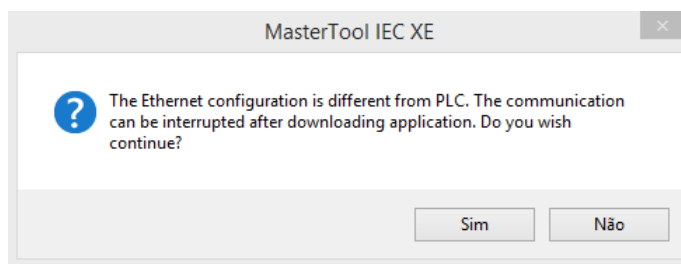 MasterTool IEC XE
The Ethernet configuration is different from PLC. The communication
can be interrupted after downloading application. Do you wish
continue?
Sim
Não